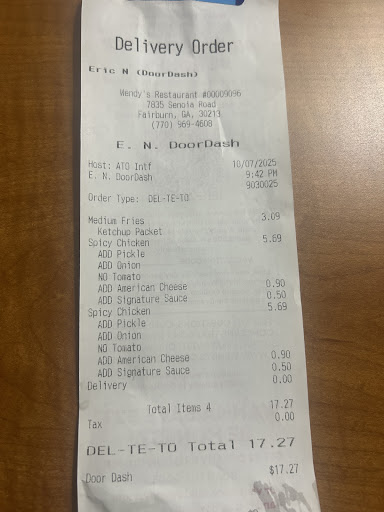 Delivery Order
Eric N (DoorDash)
Wendy's Restaurant #00009096
7835 Senoia Road
Fairburn, GA, 30213
(770) 969-4608
E. N. DoorDash
Host: ATO Intf 10/07/2025
E. N. DoorDash 9:42 PM
9030025
Order Type: DEL-TE-TO
Medium Fries 3.09
Ketchup Packet
Spicy Chicken 5.69
ADD Pickle
ADD Onion
NO Tomato
ADD American Cheese 0.90
ADD Signature Sauce 0.50
Spicy Chicken 5.69
ADD Pickle
ADD Onion
NO Tomato
ADD American Cheese 0.90
ADD Signature Sauce 0.50
Delivery 0.00
Total Items 4 17.27
Tax 0.00
DEL-TE-TO Total 17.27
Door Dash $17.27